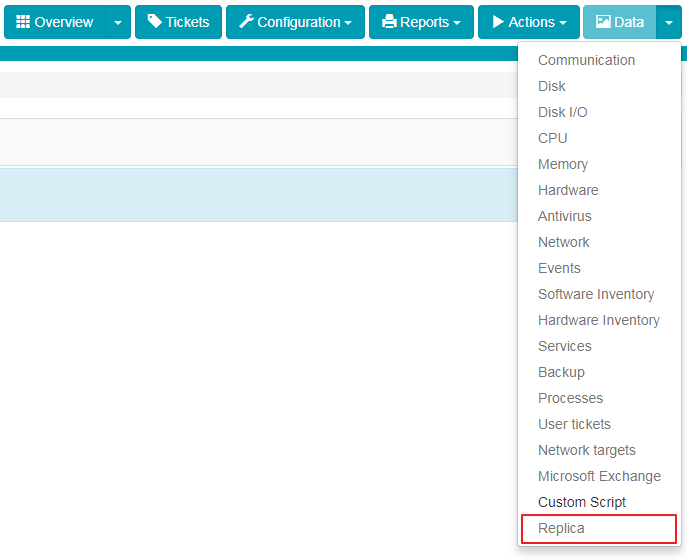 Overview Tickets Configuration Reports Actions Data
Communication
Disk
Disk I/O
CPU
Memory
Hardware
Antivirus
Network
Events
Software Inventory
Hardware Inventory
Services
Backup
Processes
User tickets
Network targets
Microsoft Exchange
Custom Script
Replica